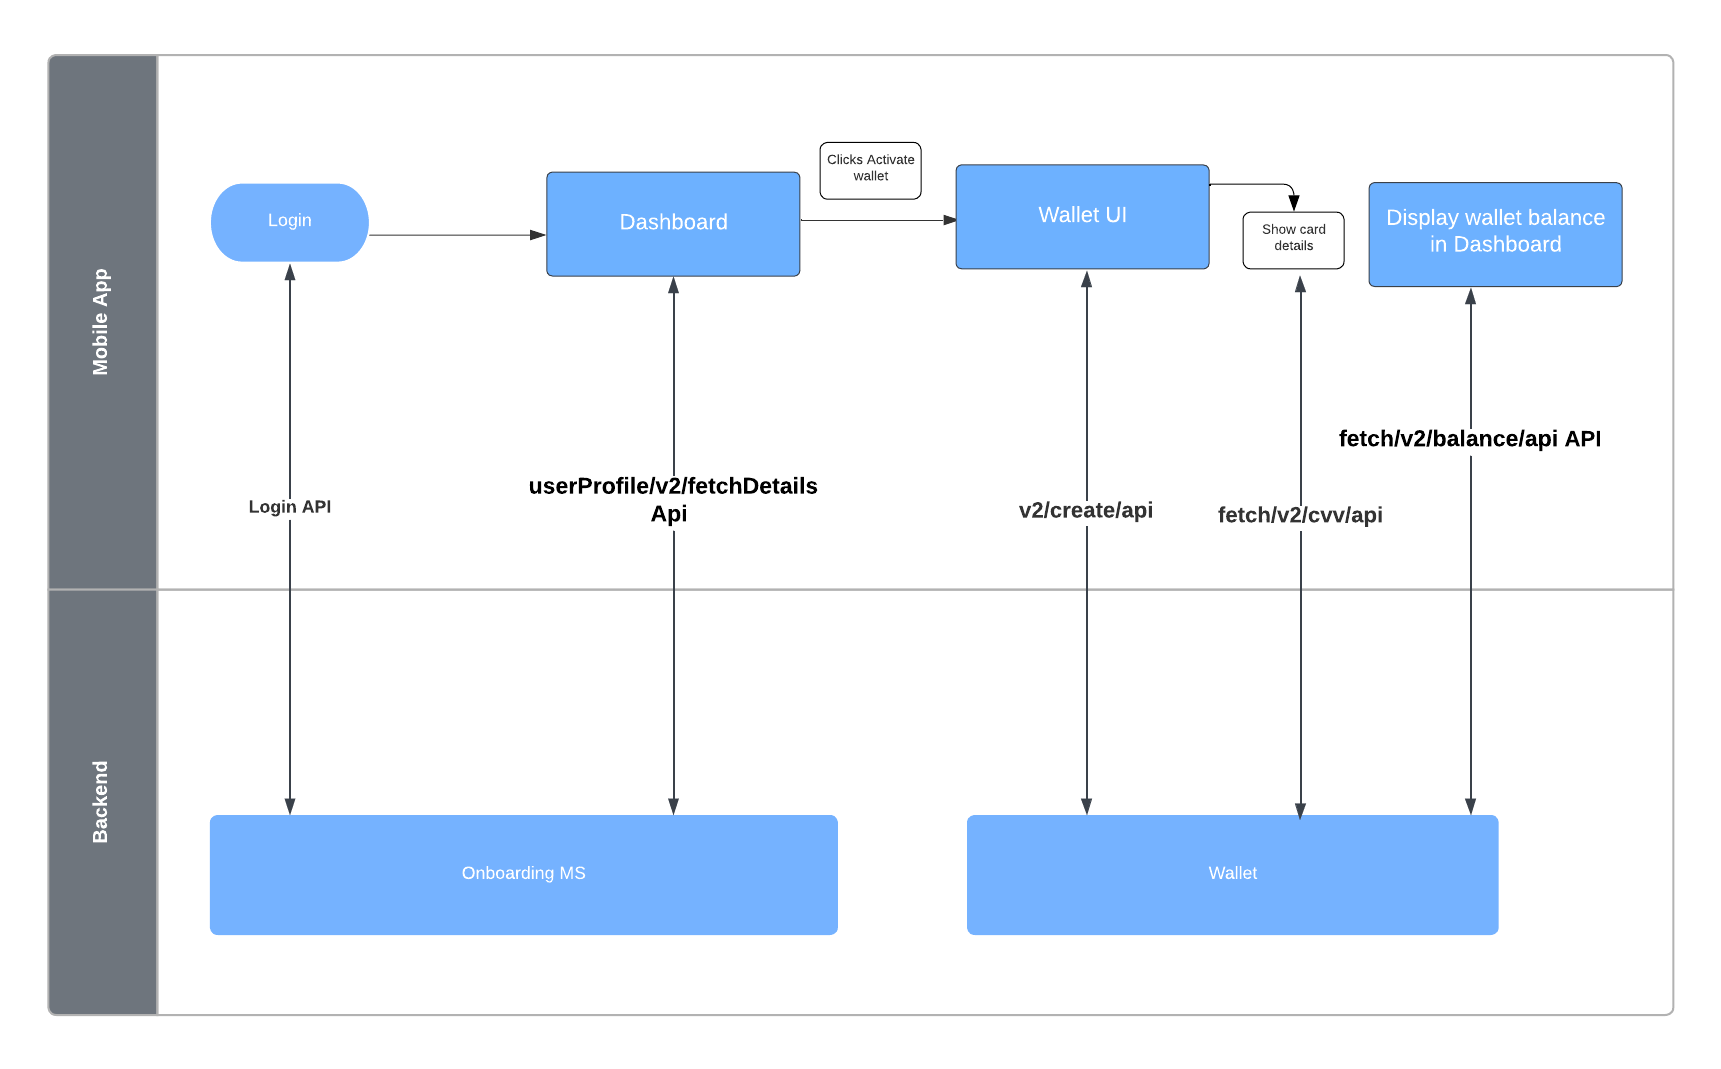 Mobile App
Login
Dashboard
Clicks Activate
wallet
Wallet UI
Show card
details
Display wallet balance
in Dashboard
Login API
userProfile/v2/fetchDetails
Api
v2/create/api
fetch/v2/cvv/api
fetch/v2/balance/api API
Backend
Onboarding MS
Wallet